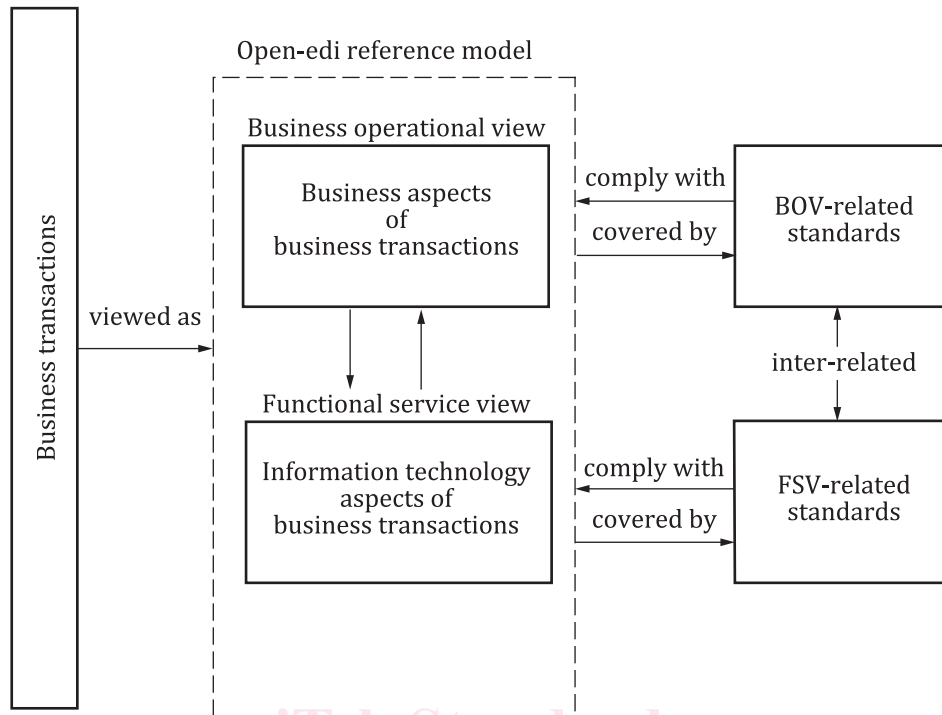 Open-edi reference model
Business operational view
Business aspects
of
business transactions
comply with
covered by
BOV-related
standards
Business transactions
viewed as
inter-related
Functional service view
Information technology
aspects of
business transactions
comply with
covered by
FSV-related
standards